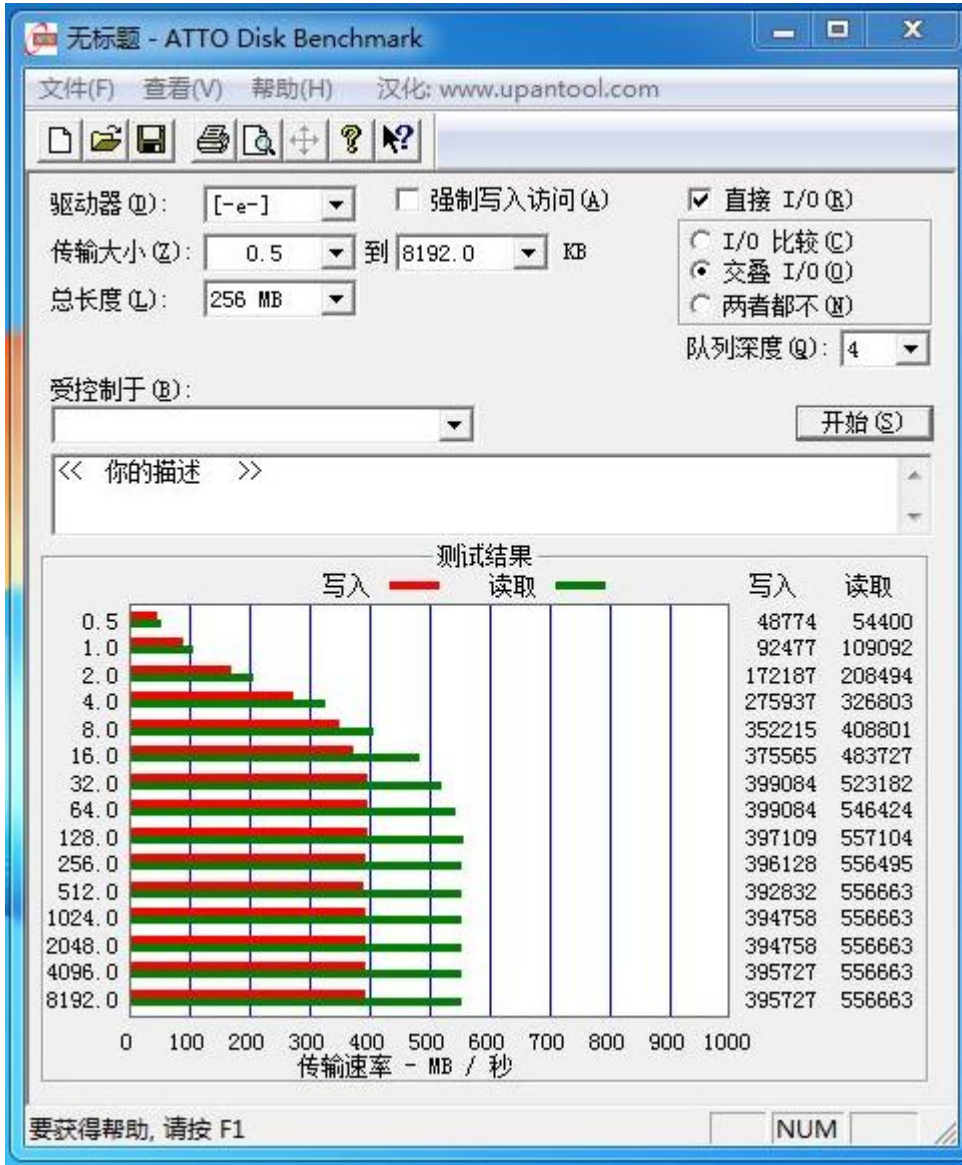 无标题 - ATTO Disk Benchmark
文件(F) 查看(V) 帮助(H) 汉化: www.upantool.com
驱动器(D): [-e-] 强制写入访问(A) 直接 I/O(R)
传输大小(Z): 0.5 到 8192.0 KB I/O 比较(C)
交叠 I/O(O)
总长度(L): 256 MB 两者都不(N)
队列深度(Q): 4
受控制于(B):
开始(S)
<< 你的描述 >>
测试结果
写入 读取 写入 读取
0.5 48774 54400
1.0 92477 109092
2.0 172187 208494
4.0 275937 326803
8.0 352215 408801
16.0 375565 483727
32.0 399084 523182
64.0 399084 546424
128.0 397109 557104
256.0 396128 556495
512.0 392832 556663
1024.0 394758 556663
2048.0 394758 556663
4096.0 395727 556663
8192.0 395727 556663
0 100 200 300 400 500 600 700 800 900 1000
传输速率 - MB / 秒
要获得帮助, 请按 F1 NUM